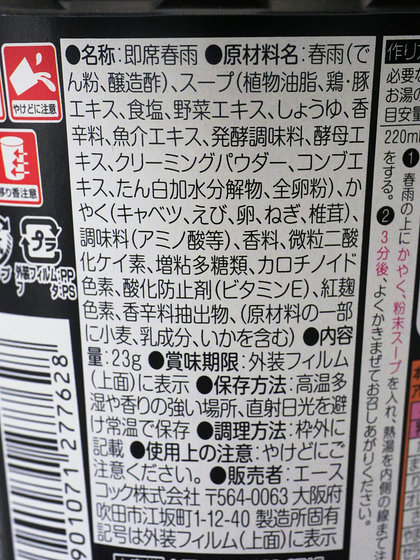 ●名称:即席春雨 ●原材料名:春雨(で
ん粉、醸造酢)、スープ(植物油脂、鶏・豚
エキス、食塩、野菜エキス、しょうゆ、香
辛料、魚介エキス、発酵調味料、酵母エ
キス、クリーミングパウダー、コンブエ
キス、たん白加水分解物、全卵粉)、か
やく(キャベツ、えび、卵、ねぎ、椎茸)、
調味料(アミノ酸等)、香料、微粒二酸
化ケイ素、増粘多糖類、カロチノイド
色素、酸化防止剤(ビタミンE)、紅麹
色素、香辛料抽出物、(原材料の一部
に小麦、乳成分、いかを含む) ●内容
量:23g ●賞味期限:外装フィルム
(上面)に表示 ●保存方法:高温多
湿や香りの強い場所、直射日光を避
け常温で保存 ●調理方法:枠外に
記載 ●使用上の注意:やけどにご
注意ください。 ●販売者:エース
コック株式会社 〒564-0063 大阪府
吹田市江坂町1-12-40 製造所固有
記号は外装フィルム(上面)に表示
やけどに注意
移り香注意
プラ
外装フィルム:PP
タ:PS
901071 277628
作り方
必要な
お湯の
目安量
220ml
❶春雨の上にかやく、粉末スープを入れ、熱湯を内側の線まで注
をする。❷3分後、よくかきまぜてお召しあがりください。